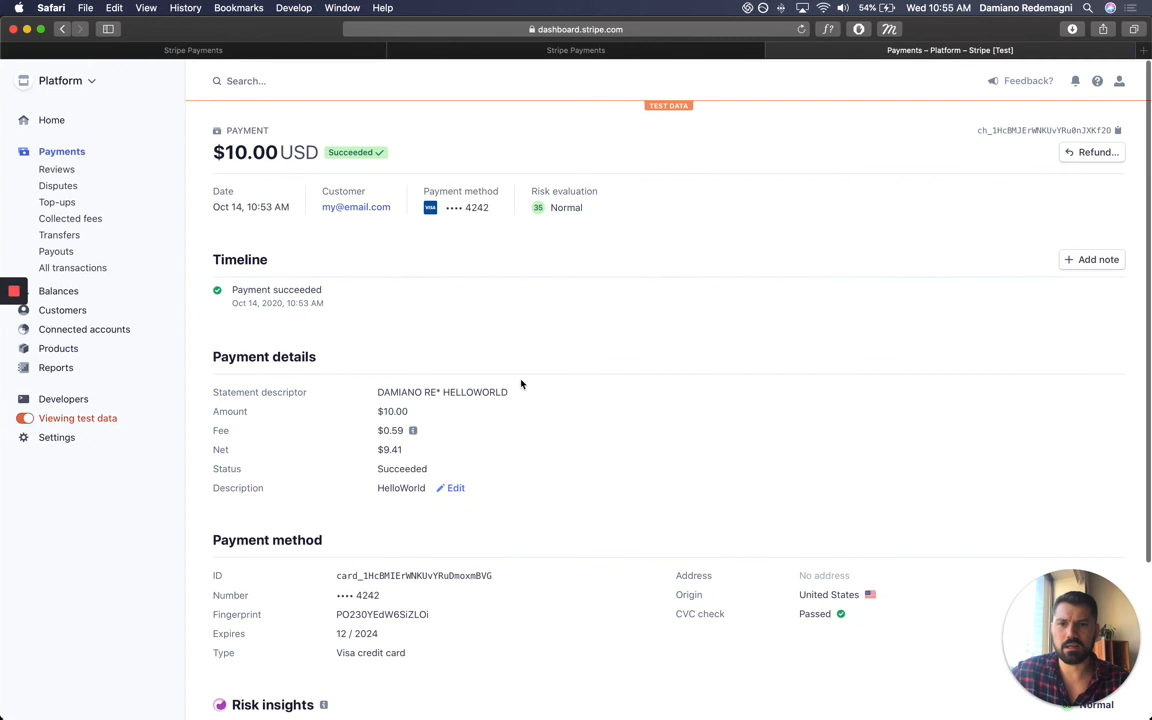 Safari File Edit View History Bookmarks Develop Window Help 54% Wed 10:55 AM Damiano Redemagni
dashboard.stripe.com
Stripe Payments Stripe Payments Payments – Platform – Stripe [Test]
Platform
Search...
Feedback?
TEST DATA
Home
Payments
Reviews
Disputes
Top-ups
Collected fees
Transfers
Payouts
All transactions
Balances
Customers
Connected accounts
Products
Reports
Developers
Viewing test data
Settings
PAYMENT
ch_1HcBMJErWNKUvYRu0nJXKf2O
$10.00 USD Succeeded
Refund...
Date Customer Payment method Risk evaluation
Oct 14, 10:53 AM my@email.com VISA •••• 4242 35 Normal
Timeline
Add note
Payment succeeded
Oct 14, 2020, 10:53 AM
Payment details
Statement descriptor DAMIANO RE* HELLOWORLD
Amount $10.00
Fee $0.59
Net $9.41
Status Succeeded
Description HelloWorld Edit
Payment method
ID card_1HcBMIErWNKUvYRuDmoxmBVG Address No address
Number •••• 4242 Origin United States
Fingerprint PO230YEdW6SiZLOi CVC check Passed
Expires 12 / 2024
Type Visa credit card
Risk insights Normal